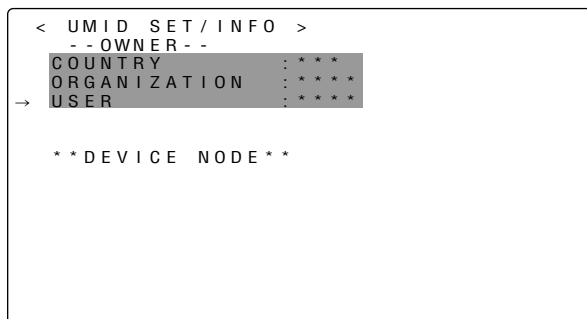 < UMID SET/INFO >
--OWNER--
COUNTRY :***
ORGANIZATION :****
→ USER :****
**DEVICE NODE**